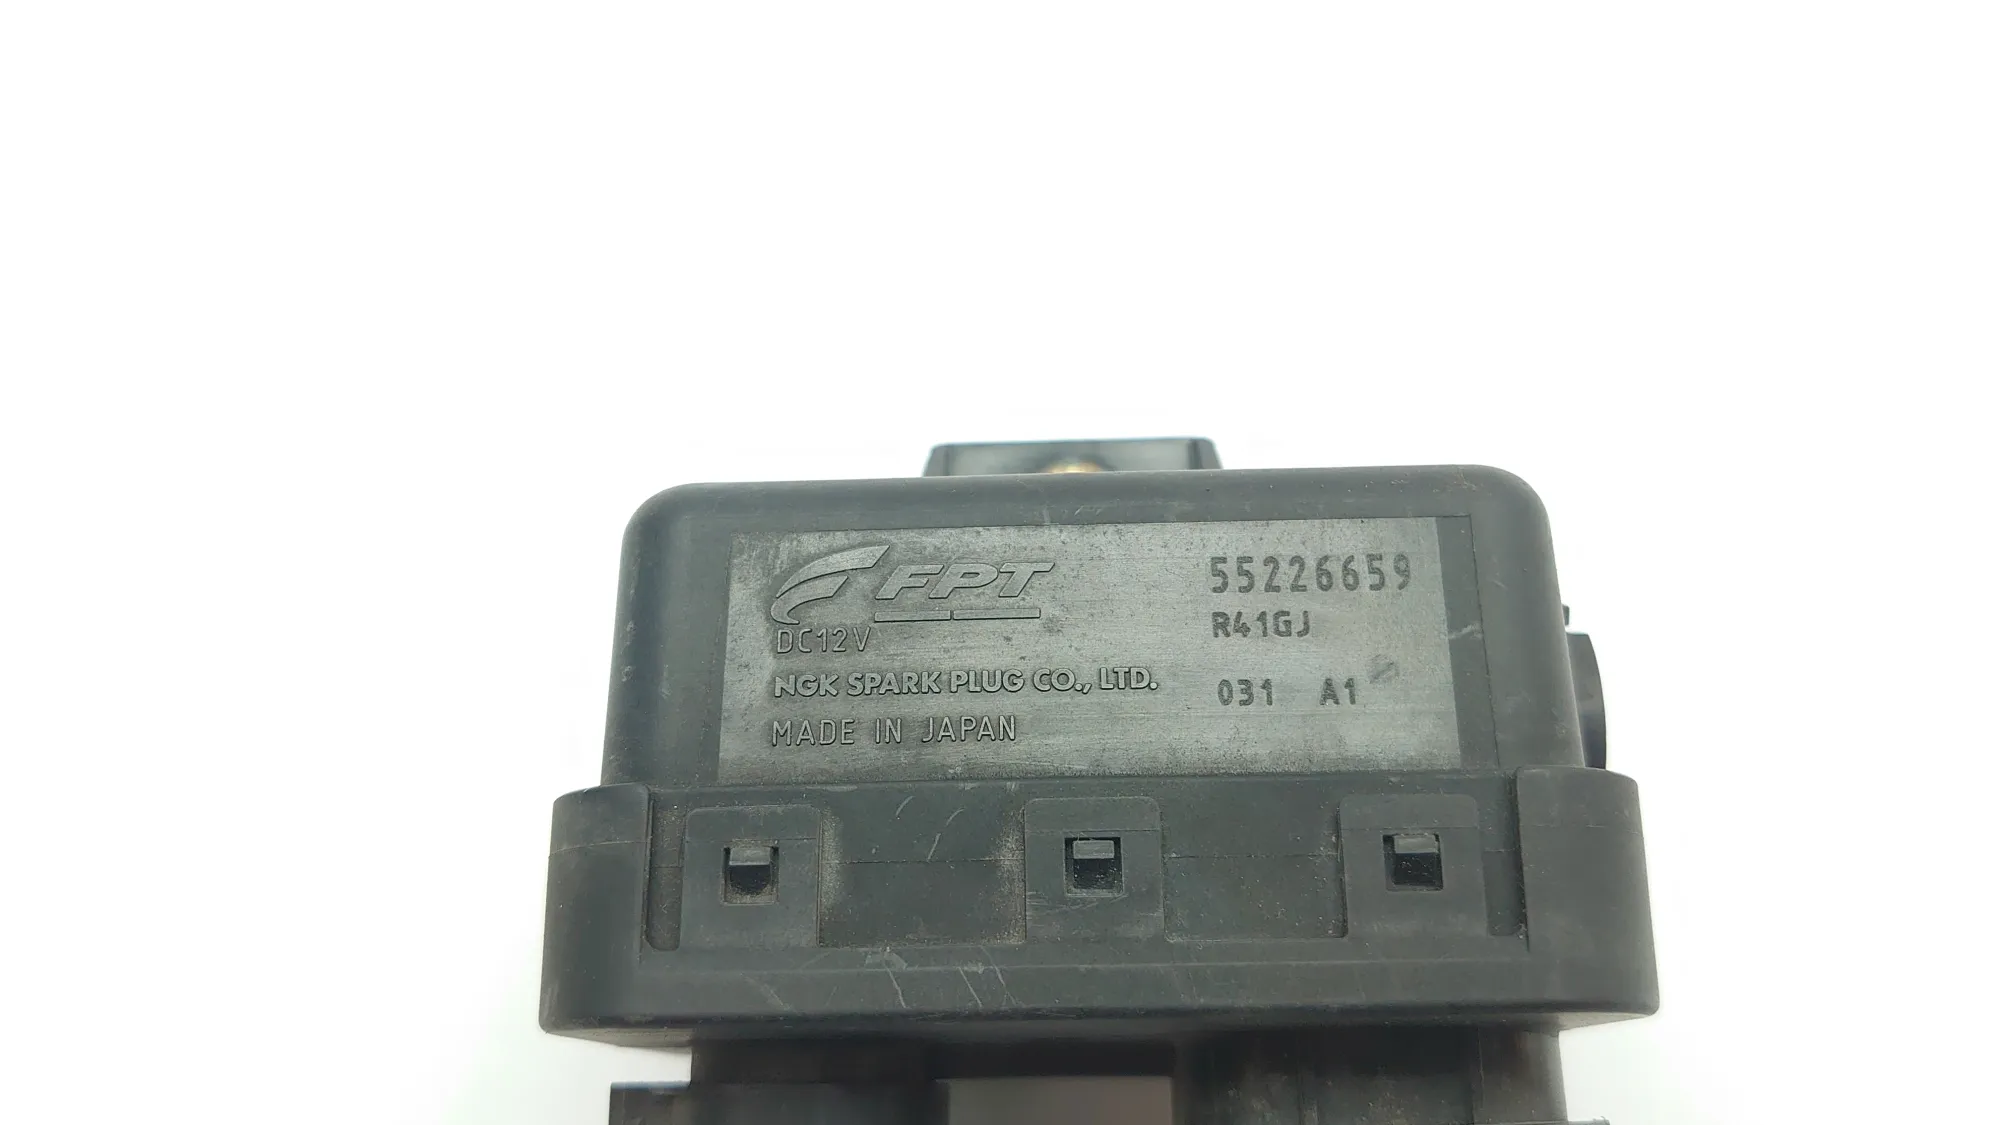 FPT
55226659
DC12V
R41GJ
NGK SPARK PLUG CO., LTD.
031 A1
MADE IN JAPAN